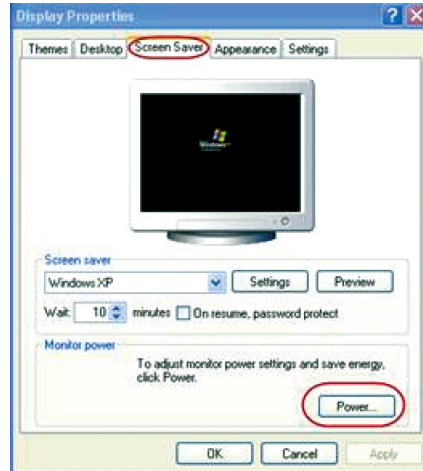 Display Properties
Themes Desktop Screen Saver Appearance Settings
Windows
Screen saver
Windows XP Settings Preview
Wait: 10 minutes On resume, password protect
Monitor power
To adjust monitor power settings and save energy,
click Power.
Power...
OK Cancel Apply